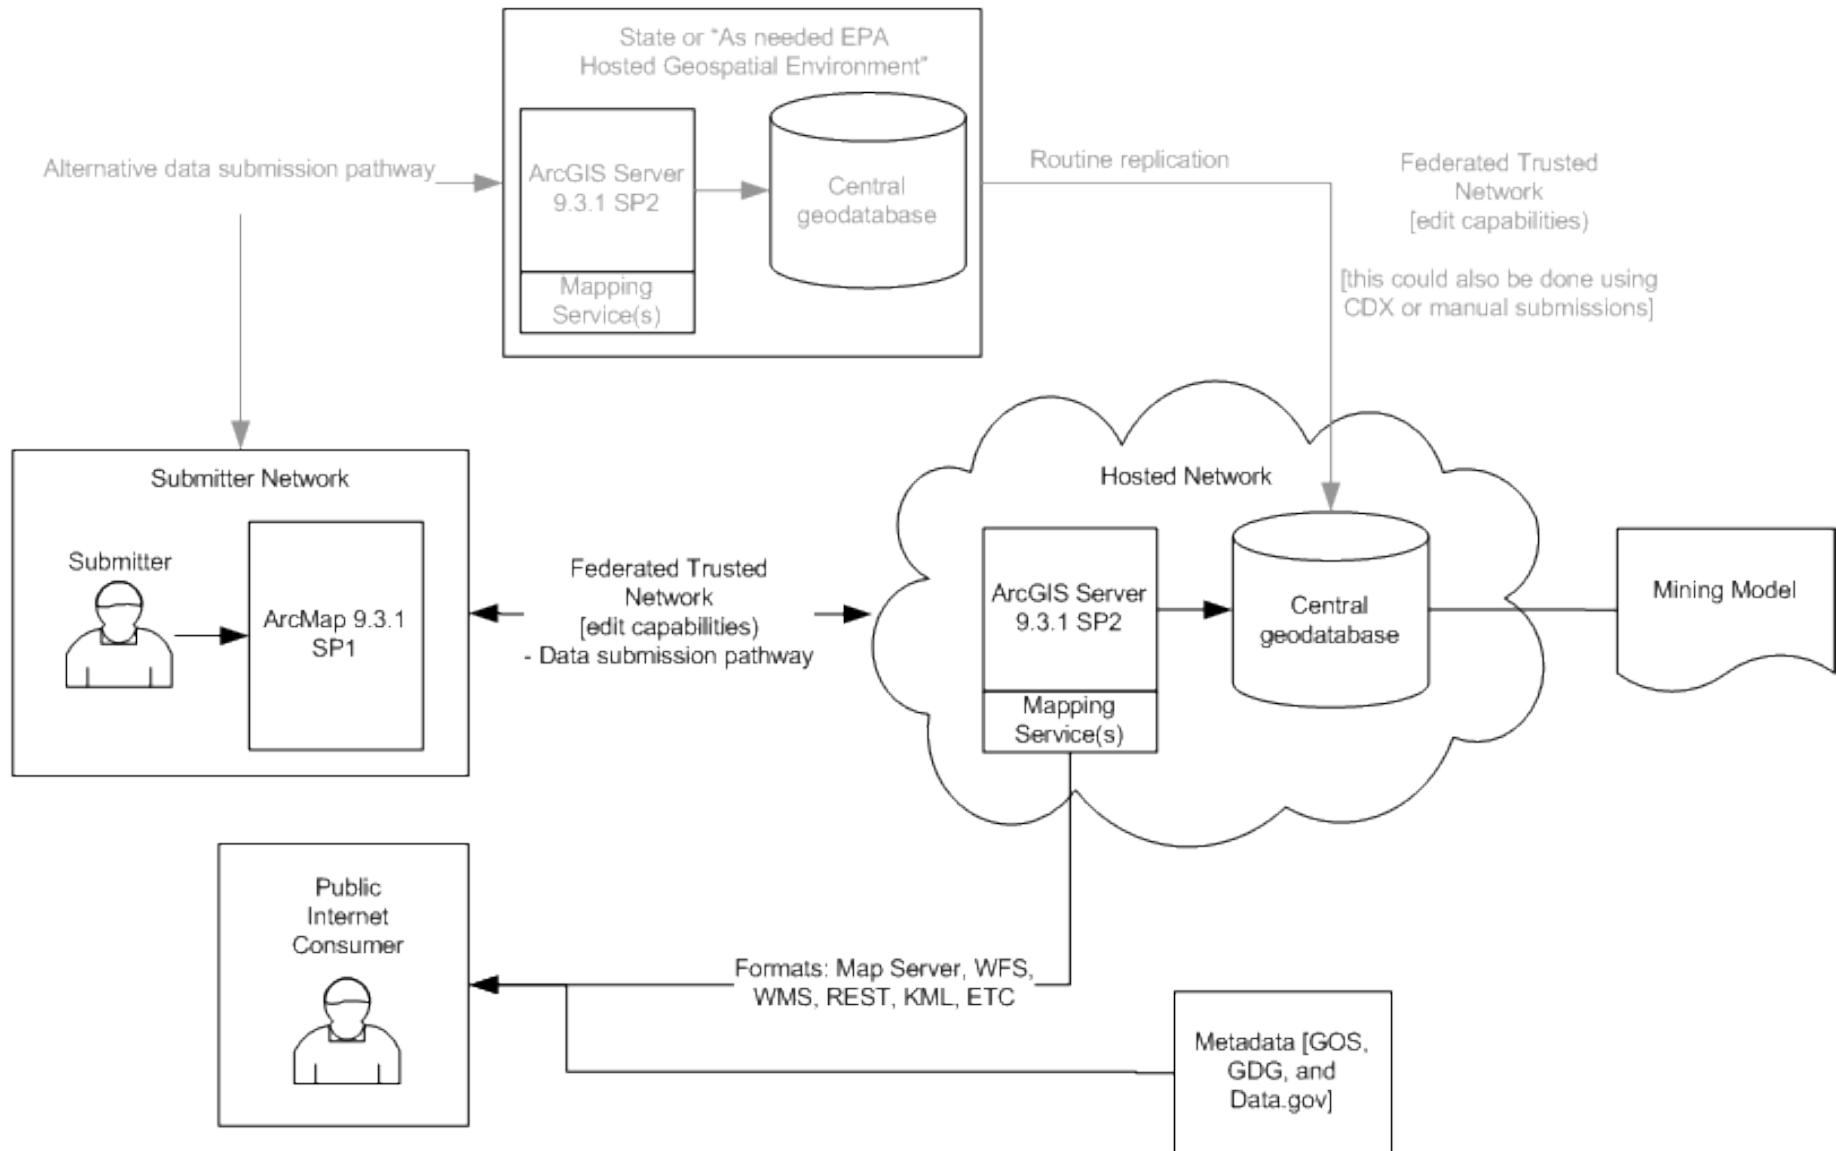 State or "As needed EPA
Hosted Geospatial Environment"
ArcGIS Server
9.3.1 SP2
Mapping
Service(s)
Central
geodatabase
Alternative data submission pathway
Routine replication
Federated Trusted
Network
[edit capabilities)
[this could also be done using
CDX or manual submissions]
Submitter Network
Submitter
ArcMap 9.3.1
SP1
Federated Trusted
Network
[edit capabilities)
- Data submission pathway
Hosted Network
ArcGIS Server
9.3.1 SP2
Mapping
Service(s)
Central
geodatabase
Mining Model
Public
Internet
Consumer
Formats: Map Server, WFS,
WMS, REST, KML, ETC
Metadata [GOS,
GDG, and
Data.gov]